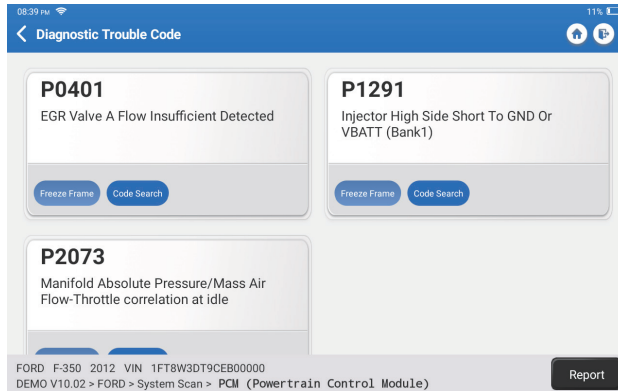 08:39 PM 11%
Diagnostic Trouble Code
P0401
EGR Valve A Flow Insufficient Detected
Freeze Frame Code Search
P1291
Injector High Side Short To GND Or
VBATT (Bank1)
Freeze Frame Code Search
P2073
Manifold Absolute Pressure/Mass Air
Flow-Throttle correlation at idle
FORD F-350 2012 VIN 1FT8W3DT9CEB00000
DEMO V10.02 > FORD > System Scan > PCM (Powertrain Control Module)
Report